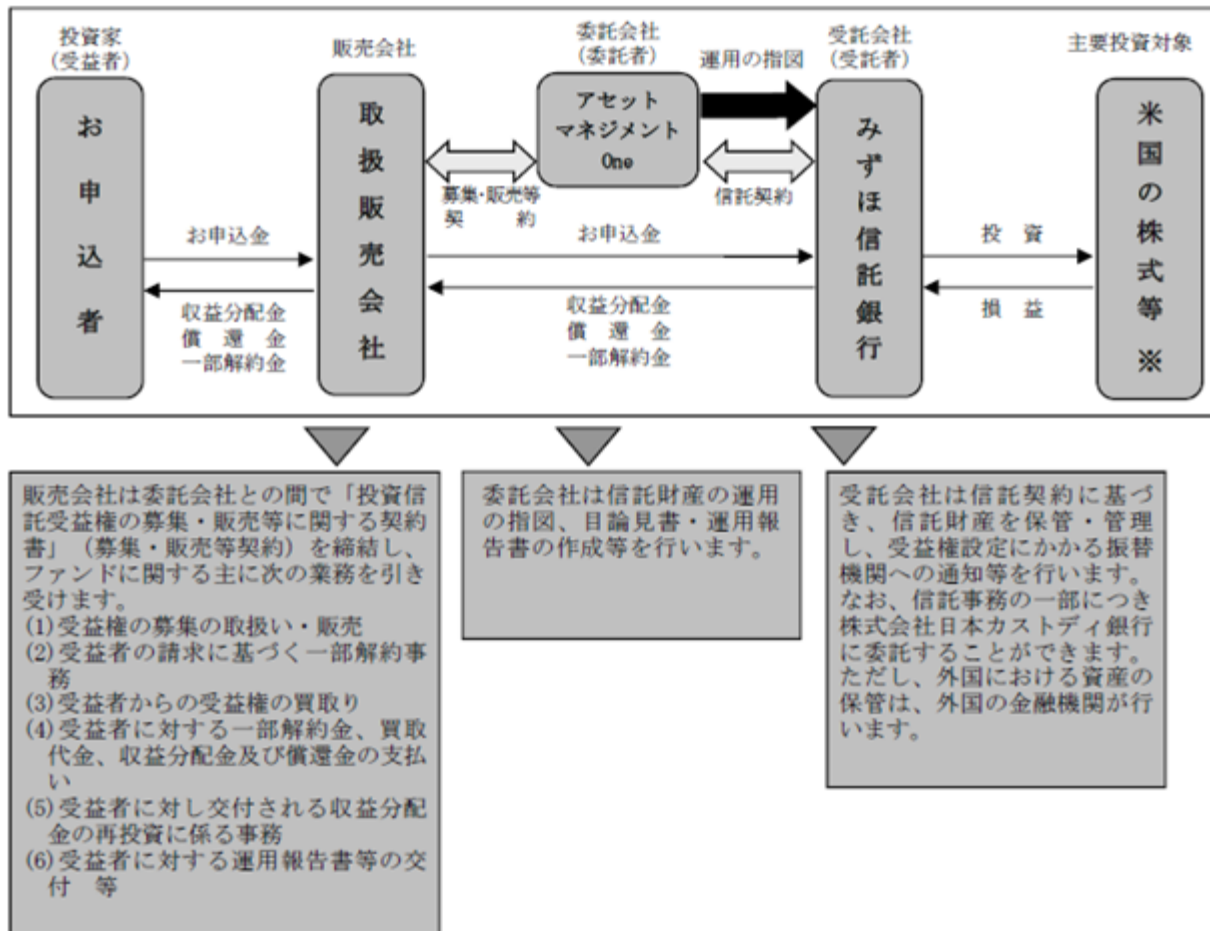 投資家
(受益者)
販売会社
委託会社
(委託者)
運用の指図
受託会社
(受託者)
主要投資対象
お申込者
取扱販売会社
アセット
マネジメント
One
みずほ信託銀行
米国の株式等 ※
募集・販売等
契 約
信託契約
お申込金
お申込金
投 資
収益分配金
償 還 金
一部解約金
収益分配金
償 還 金
一部解約金
損 益
販売会社は委託会社との間で「投資信
託受益権の募集・販売等に関する契約
書」(募集・販売等契約)を締結し、
ファンドに関する主に次の業務を引き
受けます。
(1)受益権の募集の取扱い・販売
(2)受益者の請求に基づく一部解約事
務
(3)受益者からの受益権の買取り
(4)受益者に対する一部解約金、買取
代金、収益分配金及び償還金の支払
い
(5)受益者に対し交付される収益分配
金の再投資に係る事務
(6)受益者に対する運用報告書等の交
付 等
委託会社は信託財産の運用
の指図、目論見書・運用報
告書の作成等を行います。
受託会社は信託契約に基づ
き、信託財産を保管・管理
し、受益権設定にかかる振替
機関への通知等を行います。
なお、信託事務の一部につき
株式会社日本カストディ銀行
に委託することができます。
ただし、外国における資産の
保管は、外国の金融機関が行
います。